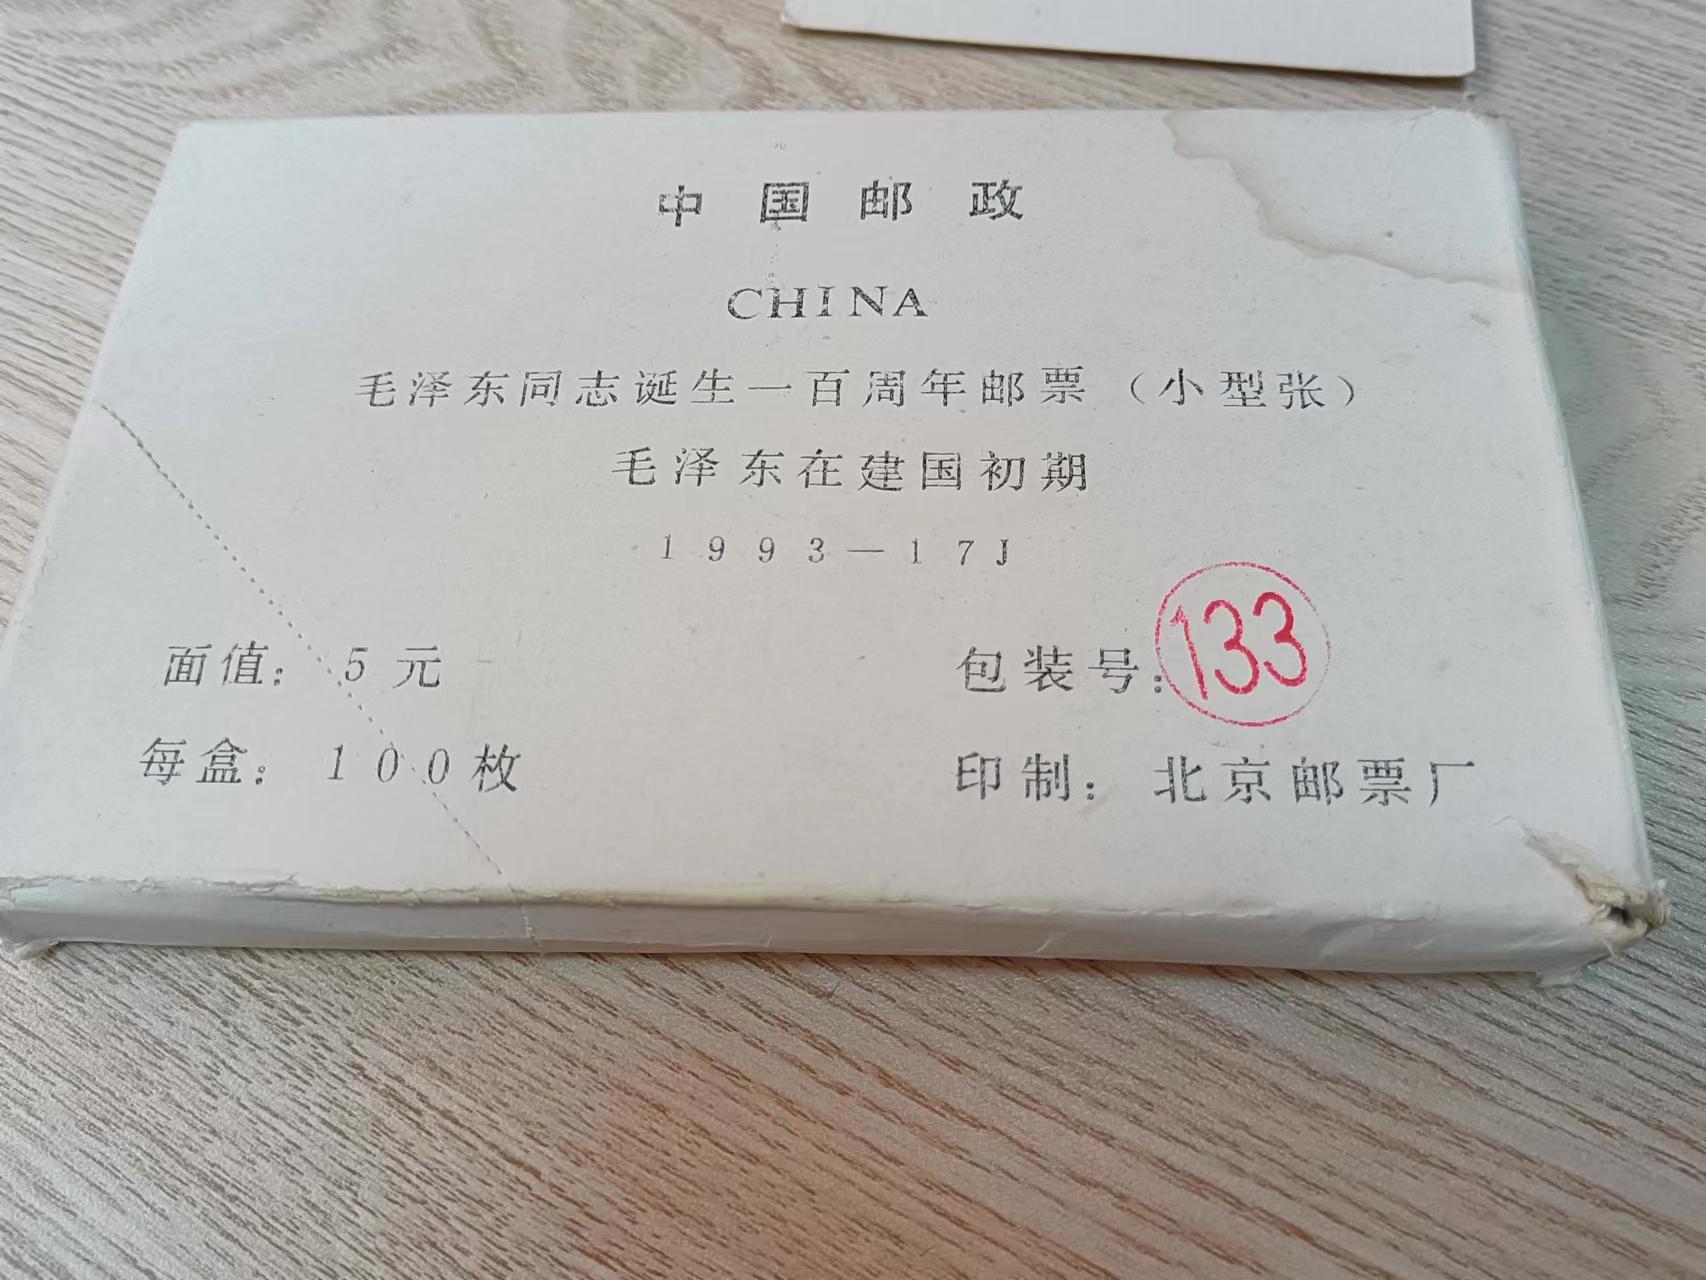 中国邮政
CHINA
毛泽东同志诞生一百周年邮票（小型张）
毛泽东在建国初期
1993—17J
面值：5元
包装号：133
每盒：100枚
印制：北京邮票厂